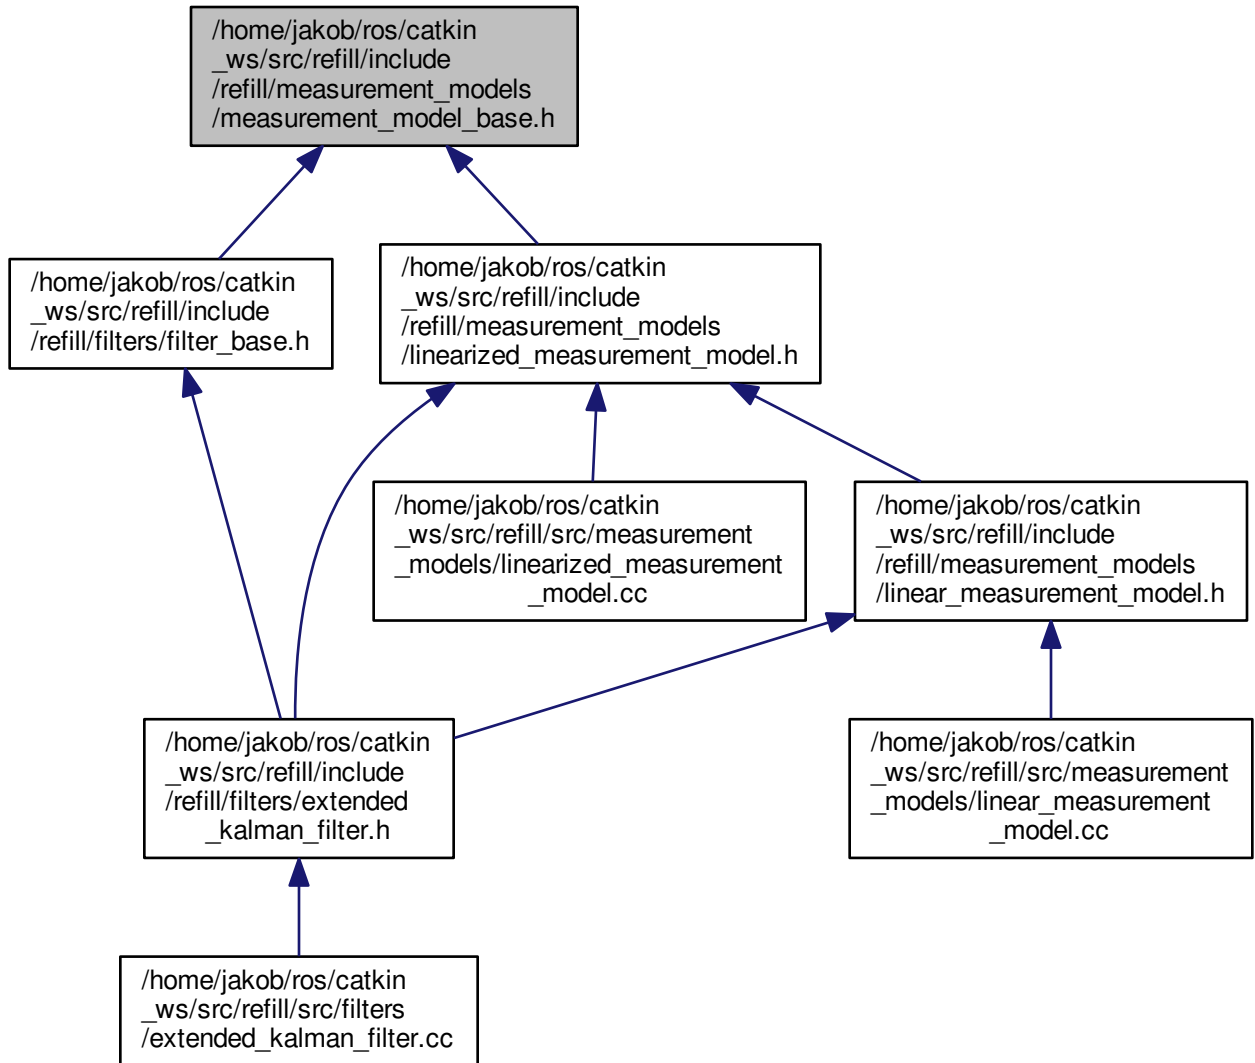 /home/jakob/ros/catkin
_ws/src/refill/include
/refill/measurement_models
/measurement_model_base.h
/home/jakob/ros/catkin
_ws/src/refill/include
/refill/filters/filter_base.h
/home/jakob/ros/catkin
_ws/src/refill/include
/refill/measurement_models
/linearized_measurement_model.h
/home/jakob/ros/catkin
_ws/src/refill/src/measurement
_models/linearized_measurement
_model.cc
/home/jakob/ros/catkin
_ws/src/refill/include
/refill/measurement_models
/linear_measurement_model.h
/home/jakob/ros/catkin
_ws/src/refill/include
/refill/filters/extended
_kalman_filter.h
/home/jakob/ros/catkin
_ws/src/refill/src/measurement
_models/linear_measurement
_model.cc
/home/jakob/ros/catkin
_ws/src/refill/src/filters
/extended_kalman_filter.cc